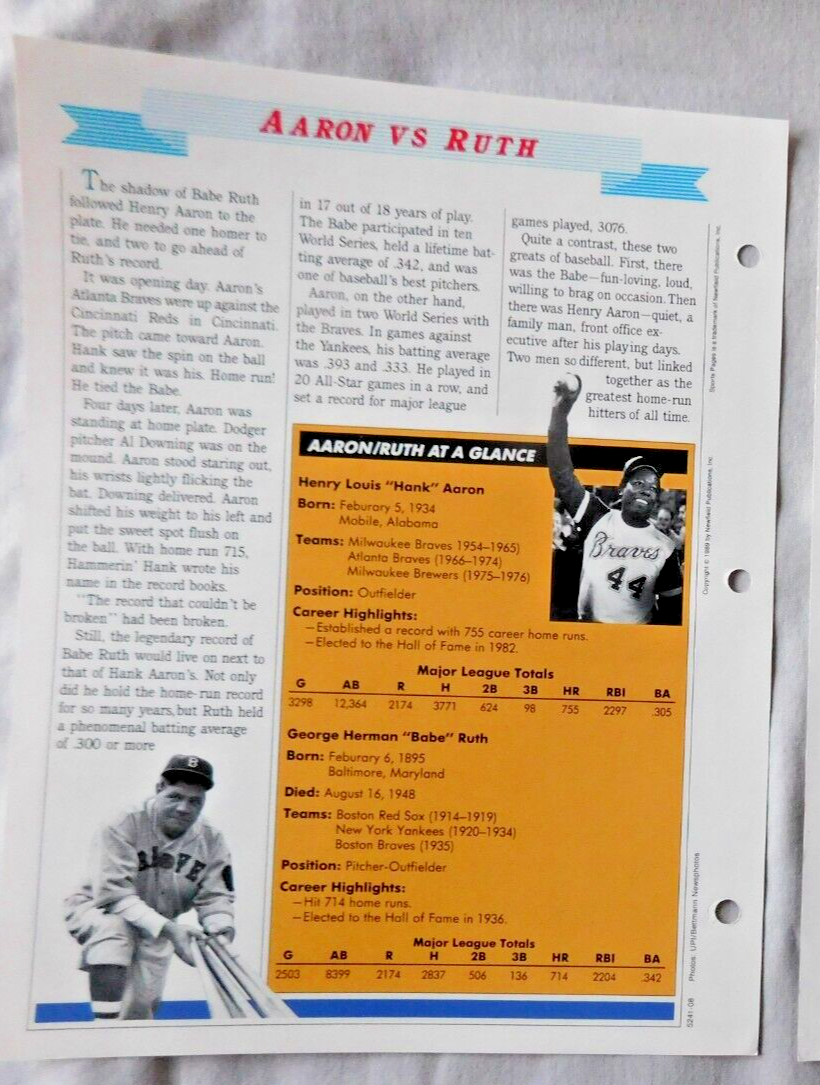 AARON VS RUTH
The shadow of Babe Ruth
followed Henry Aaron to the
plate. He needed one homer to
tie, and two to go ahead of
Ruth's record.
It was opening day. Aaron's
Atlanta Braves were up against the
Cincinnati Reds in Cincinnati.
The pitch came toward Aaron.
Hank saw the spin on the ball
and knew it was his. Home run!
He tied the Babe.
Four days later, Aaron was
standing at home plate. Dodger
pitcher Al Downing was on the
mound. Aaron stood staring out,
his wrists lightly flicking the
bat. Downing delivered. Aaron
shifted his weight to his left and
put the sweet spot flush on
the ball. With home run 715,
Hammerin' Hank wrote his
name in the record books.
"The record that couldn't be
broken" had been broken.
Still, the legendary record of
Babe Ruth would live on next to
that of Hank Aaron's. Not only
did he hold the home-run record
for so many years, but Ruth held
a phenomenal batting average
of .300 or more
in 17 out of 18 years of play.
The Babe participated in ten
World Series, held a lifetime bat-
ting average of .342, and was
one of baseball's best pitchers.
Aaron, on the other hand,
played in two World Series with
the Braves. In games against
the Yankees, his batting average
was .393 and .333. He played in
20 All-Star games in a row, and
set a record for major league
games played, 3076.
Quite a contrast, these two
greats of baseball. First, there
was the Babe—fun-loving, loud,
willing to brag on occasion. Then
there was Henry Aaron—quiet, a
family man, front office ex-
ecutive after his playing days.
Two men so different, but linked
together as the
greatest home-run
hitters of all time.
AARON/RUTH AT A GLANCE
Henry Louis "Hank" Aaron
Born: Feburary 5, 1934
Mobile, Alabama
Teams: Milwaukee Braves 1954–1965)
Atlanta Braves (1966–1974)
Milwaukee Brewers (1975–1976)
Position: Outfielder
Career Highlights:
—Established a record with 755 career home runs.
—Elected to the Hall of Fame in 1982.
Major League Totals
G AB R H 2B 3B HR RBI BA
3298 12,364 2174 3771 624 98 755 2297 .305
George Herman "Babe" Ruth
Born: Feburary 6, 1895
Baltimore, Maryland
Died: August 16, 1948
Teams: Boston Red Sox (1914–1919)
New York Yankees (1920–1934)
Boston Braves (1935)
Position: Pitcher-Outfielder
Career Highlights:
—Hit 714 home runs.
—Elected to the Hall of Fame in 1936.
Major League Totals
G AB R H 2B 3B HR RBI BA
2503 8399 2174 2837 506 136 714 2204 .342
Braves
44
B
Sports Pages is a trademark of Newfield Publications, Inc.
Copyright © 1989 by Newfield Publications, Inc.
Photos: UPI/Bettmann Newsphotos
5241-08